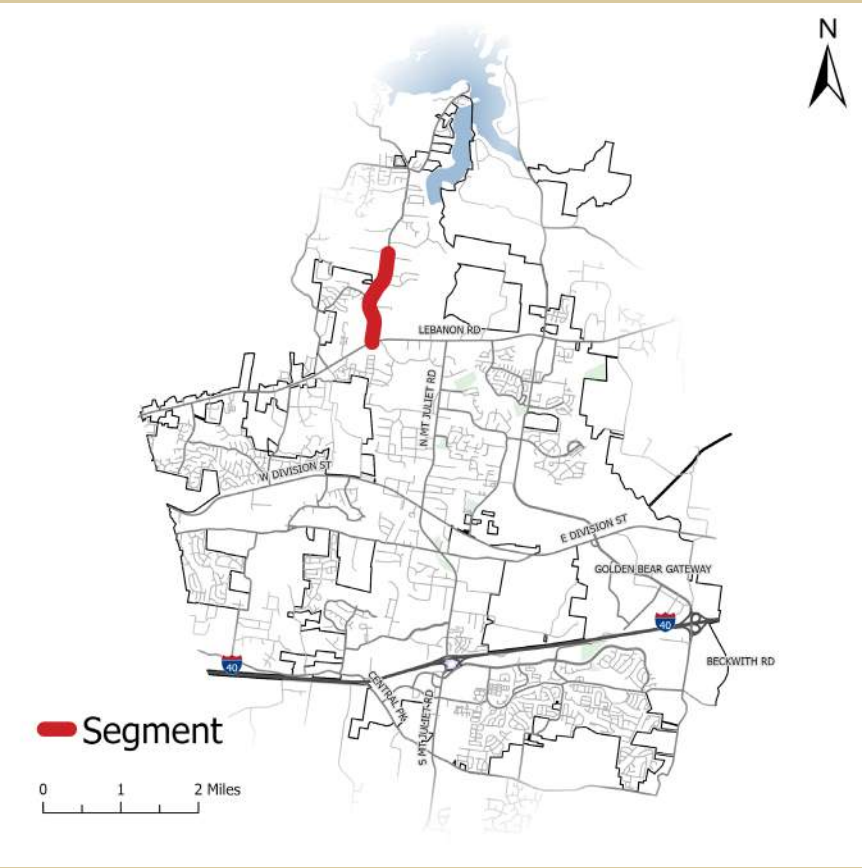 N
LEBANON RD
N MT JULIET RD
W DIVISION ST
E DIVISION ST
GOLDEN BEAR GATEWAY
40
BECKWITH RD
40
CENTRAL PK
S MT JULIET RD
Segment
0 1 2 Miles